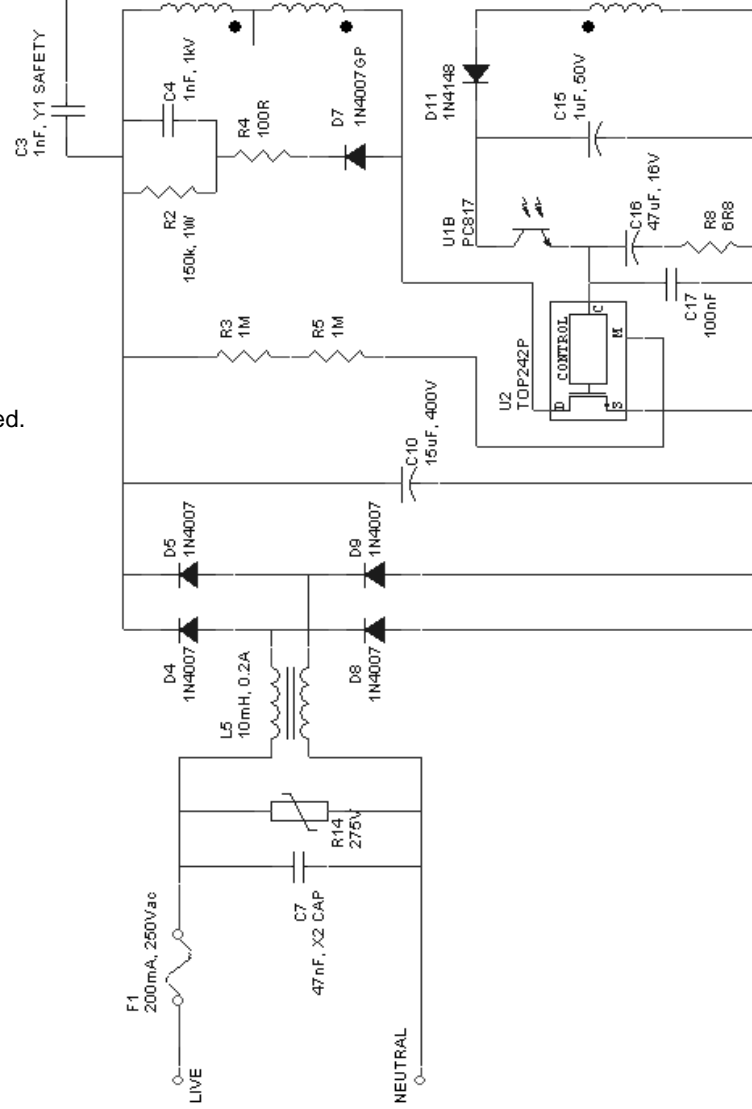 C3
1nF, Y1 SAFETY
C4
1nF, 1kV
R4
100R
D7
1N4007GP
D11
1N4148
C15
1uF, 50V
R2
150k, 1W
U1B
PC817
C16
47uF, 16V
R8
6R8
C17
100nF
R3
1M
R5
1M
U2
TOP242P
CONTROL
C
M
D
S
ed.
C10
15uF, 400V
D5
1N4007
D9
1N4007
D4
1N4007
D8
1N4007
L5
10mH, 0.2A
R14
275V
C7
47nF, X2 CAP
F1
200mA, 250Vac
LIVE
NEUTRAL